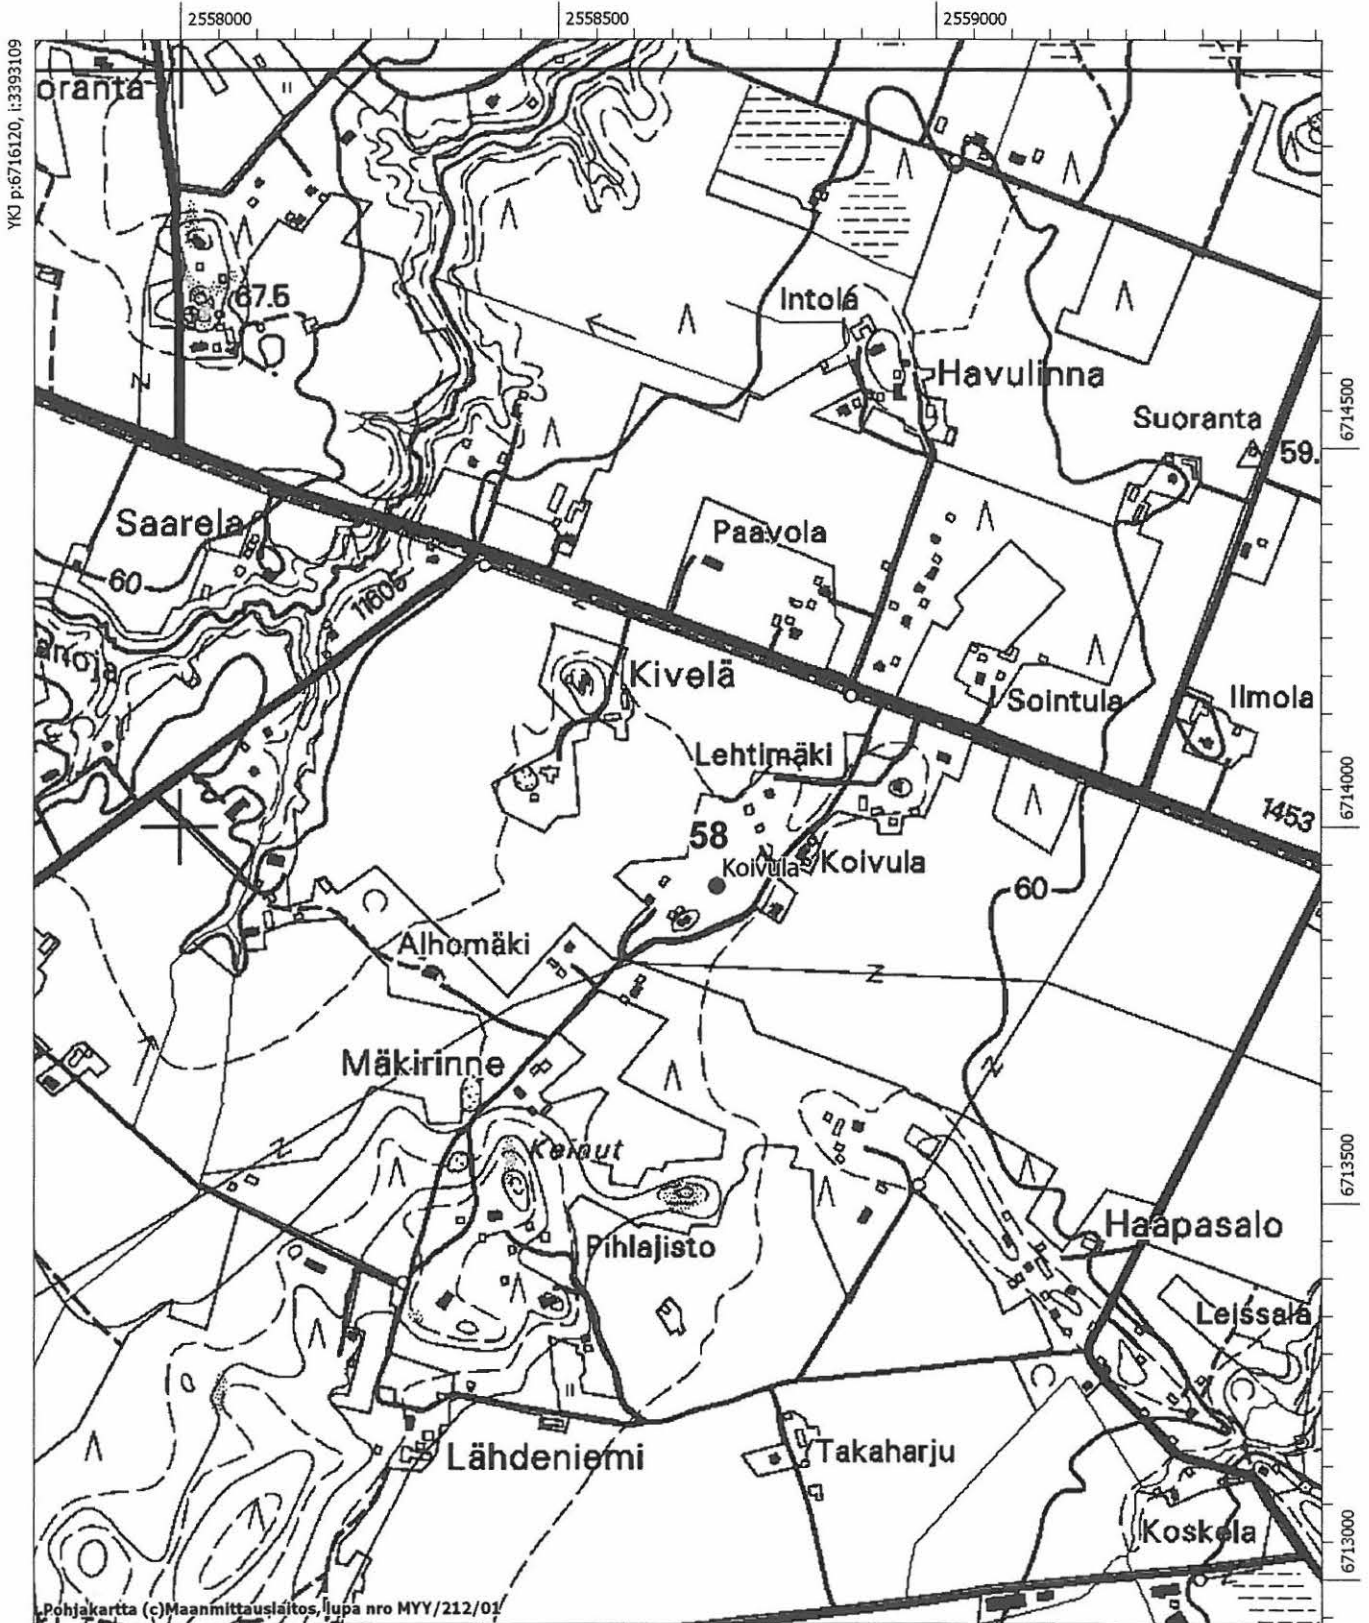 2558000
2558500
2559000
YKJ p:6716120, i:3393109
oranta
67.5
Intola
Havulinna
Suoranta
59.
6714500
Saarela
60
11605
Paavola
Kivelä
Sointula
Ilmola
Lehtimäki
6714000
1453
58
Koivula
Koivula
60
Alhomäki
Mäkirinne
Keinut
6713500
Haapasalo
Pihlajisto
Leissala
Lähdeniemi
Takaharju
Koskela
6713000
Pohjakartta (c)Maanmittauslaitos, lupa nro MYY/212/01